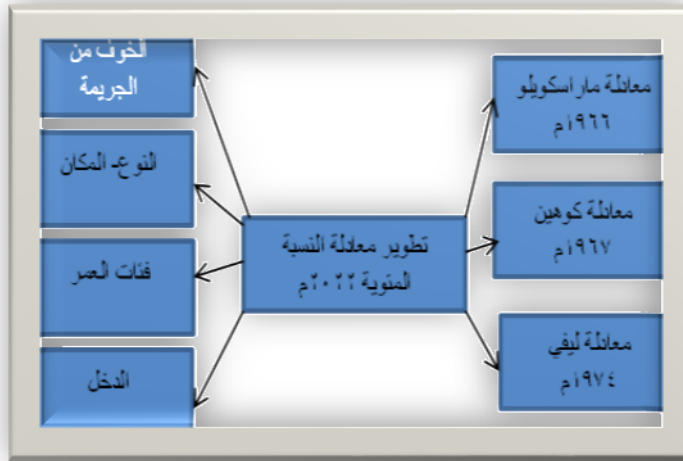 معادلة ماراسكويلو
١٩٦٦م
معادلة كوهين
١٩٦٧م
معادلة ليفي
١٩٧٤م
تطوير معادلة النسبة
المئوية ٢٠٢٢م
الخوف من
الجريمة
النوع- المكان
فئات العمر
الدخل